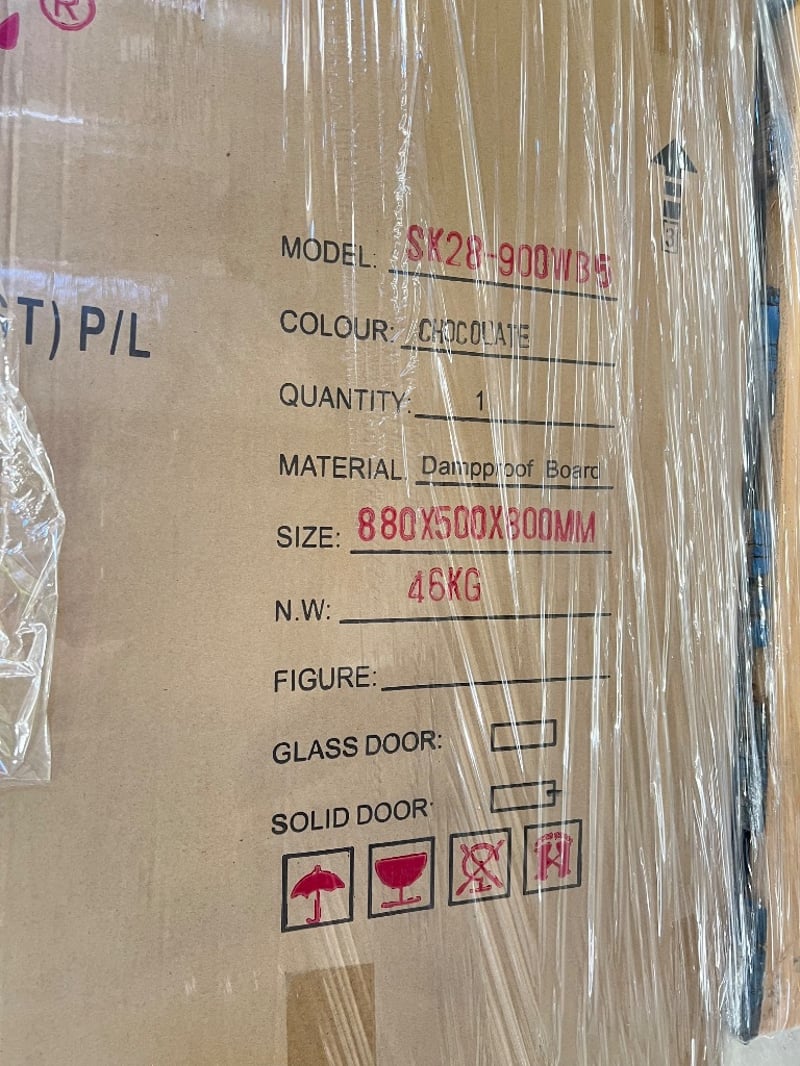 ®
T) P/L
MODEL: SK28-900WB5
COLOUR: CHOCOLATE
QUANTITY: 1
MATERIAL Dampproof Board
SIZE: 880X500X800MM
N.W: 46KG
FIGURE:
GLASS DOOR:
SOLID DOOR: